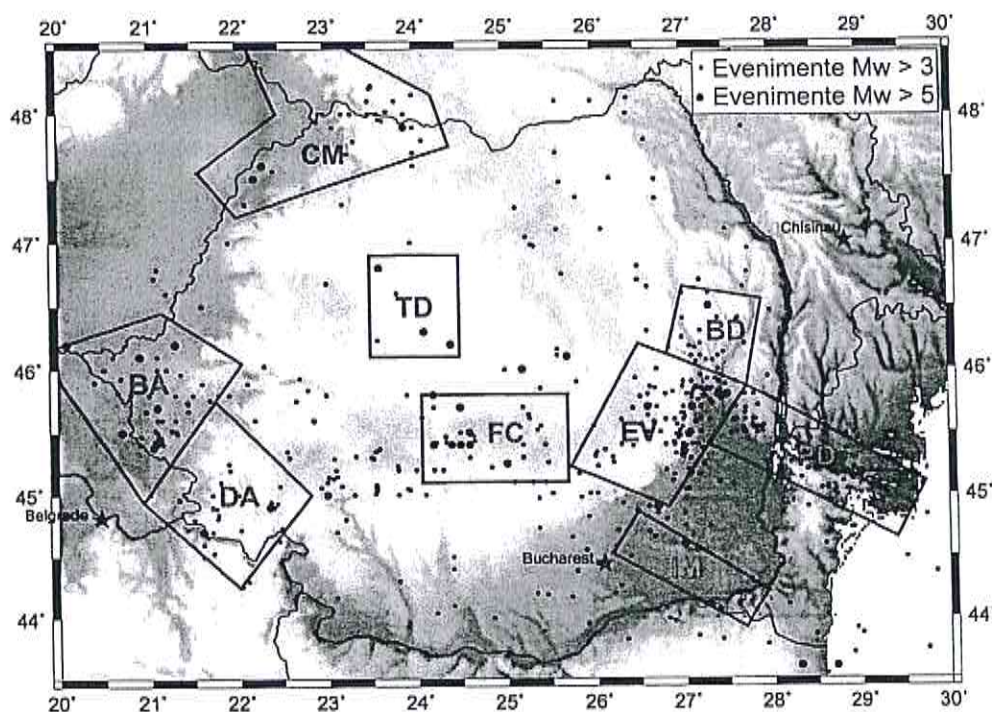 20˚ 21˚ 22˚ 23˚ 24˚ 25˚ 26˚ 27˚ 28˚ 29˚ 30˚
Evenimente Mw > 3
Evenimente Mw > 5
48˚ 48˚
CM
47˚ 47˚
Chisinau
TD
BD
46˚ 46˚
BA
FC
EV
PD
45˚ 45˚
DA
Belgrade
Bucharest
IM
44˚ 44˚
20˚ 21˚ 22˚ 23˚ 24˚ 25˚ 26˚ 27˚ 28˚ 29˚ 30˚